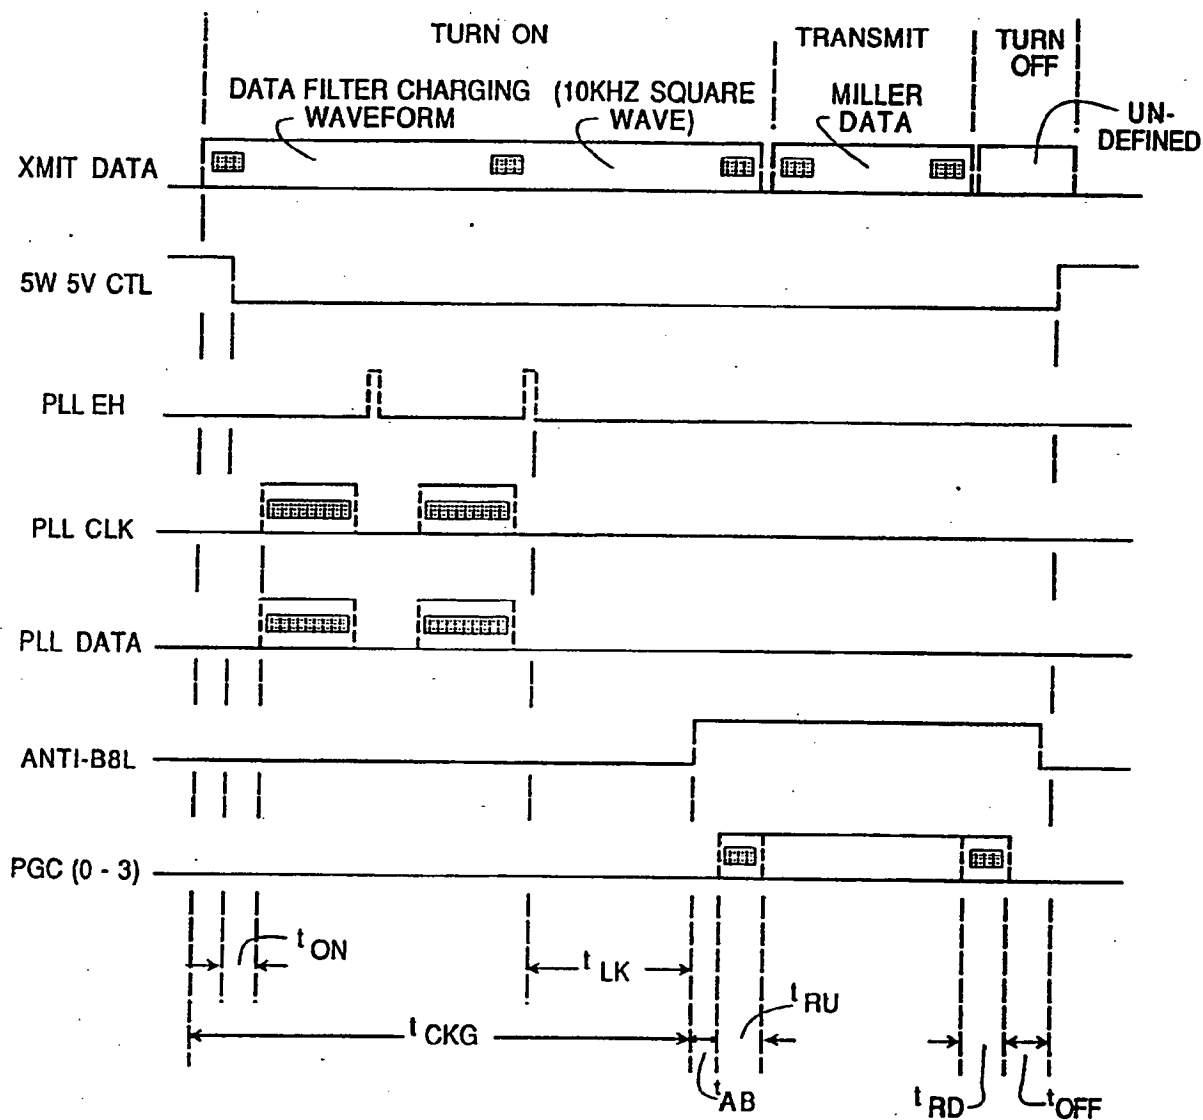 TURN ON
TRANSMIT
TURN
OFF
DATA FILTER CHARGING
WAVEFORM
(10KHZ SQUARE
WAVE)
MILLER
DATA
UN-
DEFINED
XMIT DATA
5W 5V CTL
PLL EH
PLL CLK
PLL DATA
ANTI-B8L
PGC (0 - 3)
tON
tLK
tRU
tCKG
tAB
tRD
tOFF